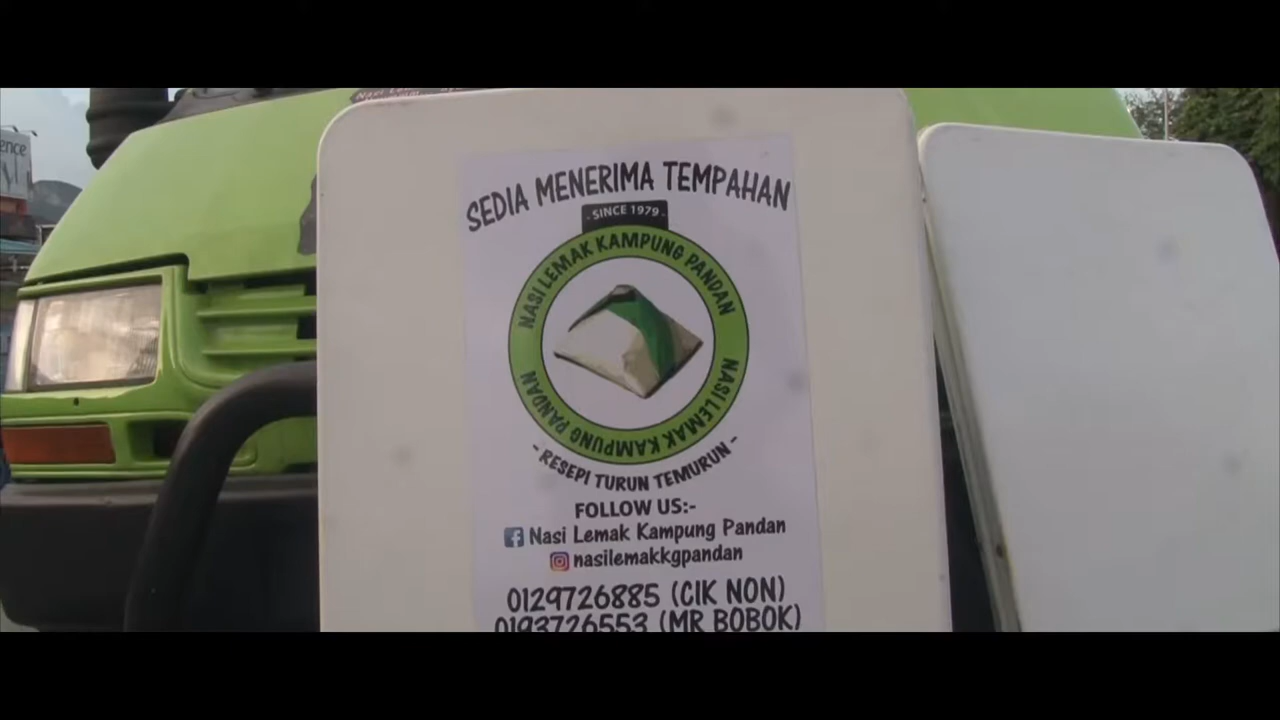 ence
SEDIA MENERIMA TEMPAHAN
- SINCE 1979 -
NASI LEMAK KAMPUNG PANDAN
NASI LEMAK KAMPUNG PANDAN
- RESEPI TURUN TEMURUN -
FOLLOW US:-
Nasi Lemak Kampung Pandan
nasilemakkgpandan
0129726885 (CIK NON)
0193726553 (MR BOBOK)